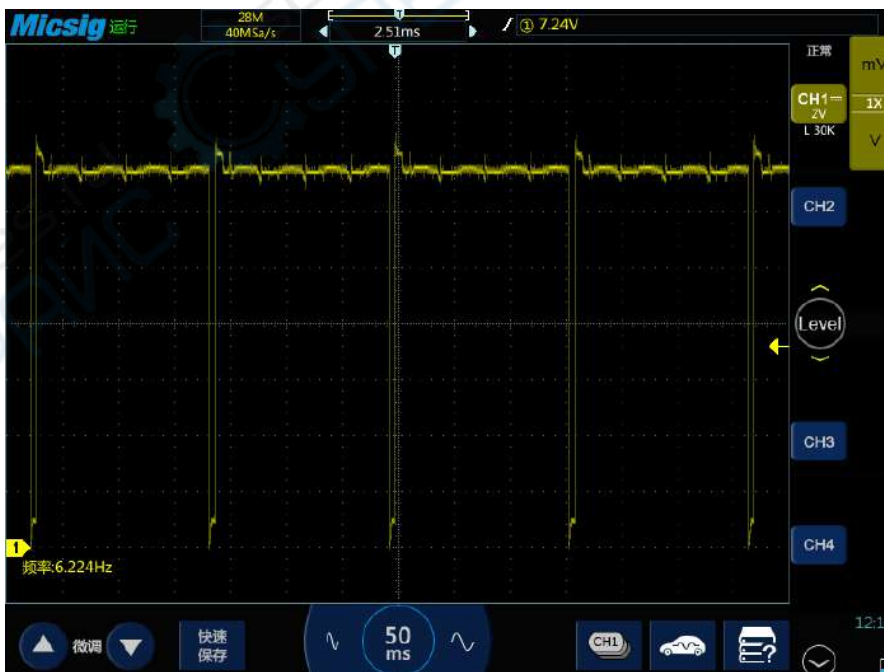 Micsig 运行
28M
40MSa/s
T
2.51ms
① 7.24V
T
正常
mV
CH1
2V
1X
L 30K
V
CH2
Level
CH3
1
CH4
频率:6.224Hz
微调
快速
保存
50
ms
CH1
?
12:1